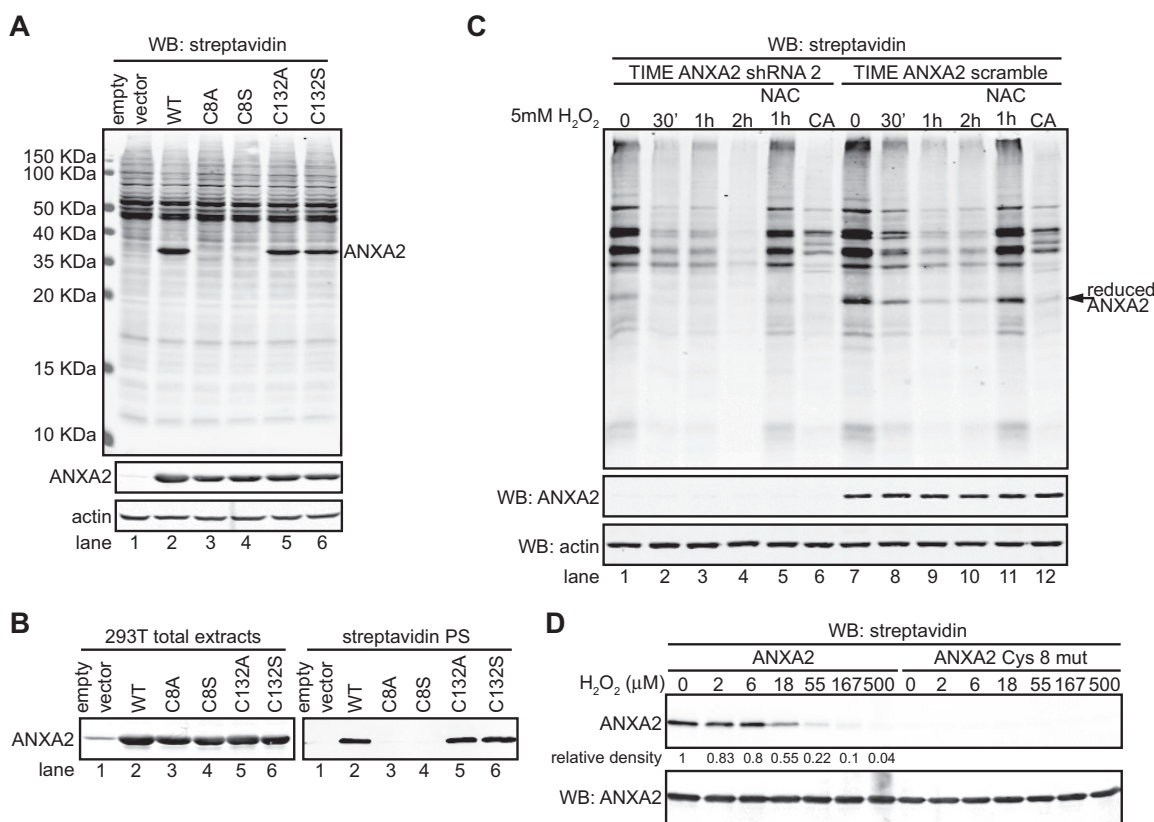 A
WB: streptavidin
empty vector WT C8A C8S C132A C132S
150 KDa
100 KDa
50 KDa
40 KDa
35 KDa
20 KDa
15 KDa
10 KDa
ANXA2
ANXA2
actin
lane 1 2 3 4 5 6
B
293T total extracts streptavidin PS
empty vector WT C8A C8S C132A C132S empty vector WT C8A C8S C132A C132S
ANXA2
lane 1 2 3 4 5 6 1 2 3 4 5 6
C
WB: streptavidin
TIME ANXA2 shRNA 2 TIME ANXA2 scramble
NAC NAC
5mM H₂O₂ 0 30' 1h 2h 1h CA 0 30' 1h 2h 1h CA
reduced
ANXA2
WB: ANXA2
WB: actin
lane 1 2 3 4 5 6 7 8 9 10 11 12
D
WB: streptavidin
ANXA2 ANXA2 Cys 8 mut
H₂O₂ (μM) 0 2 6 18 55 167 500 0 2 6 18 55 167 500
ANXA2
relative density 1 0.83 0.8 0.55 0.22 0.1 0.04
WB: ANXA2